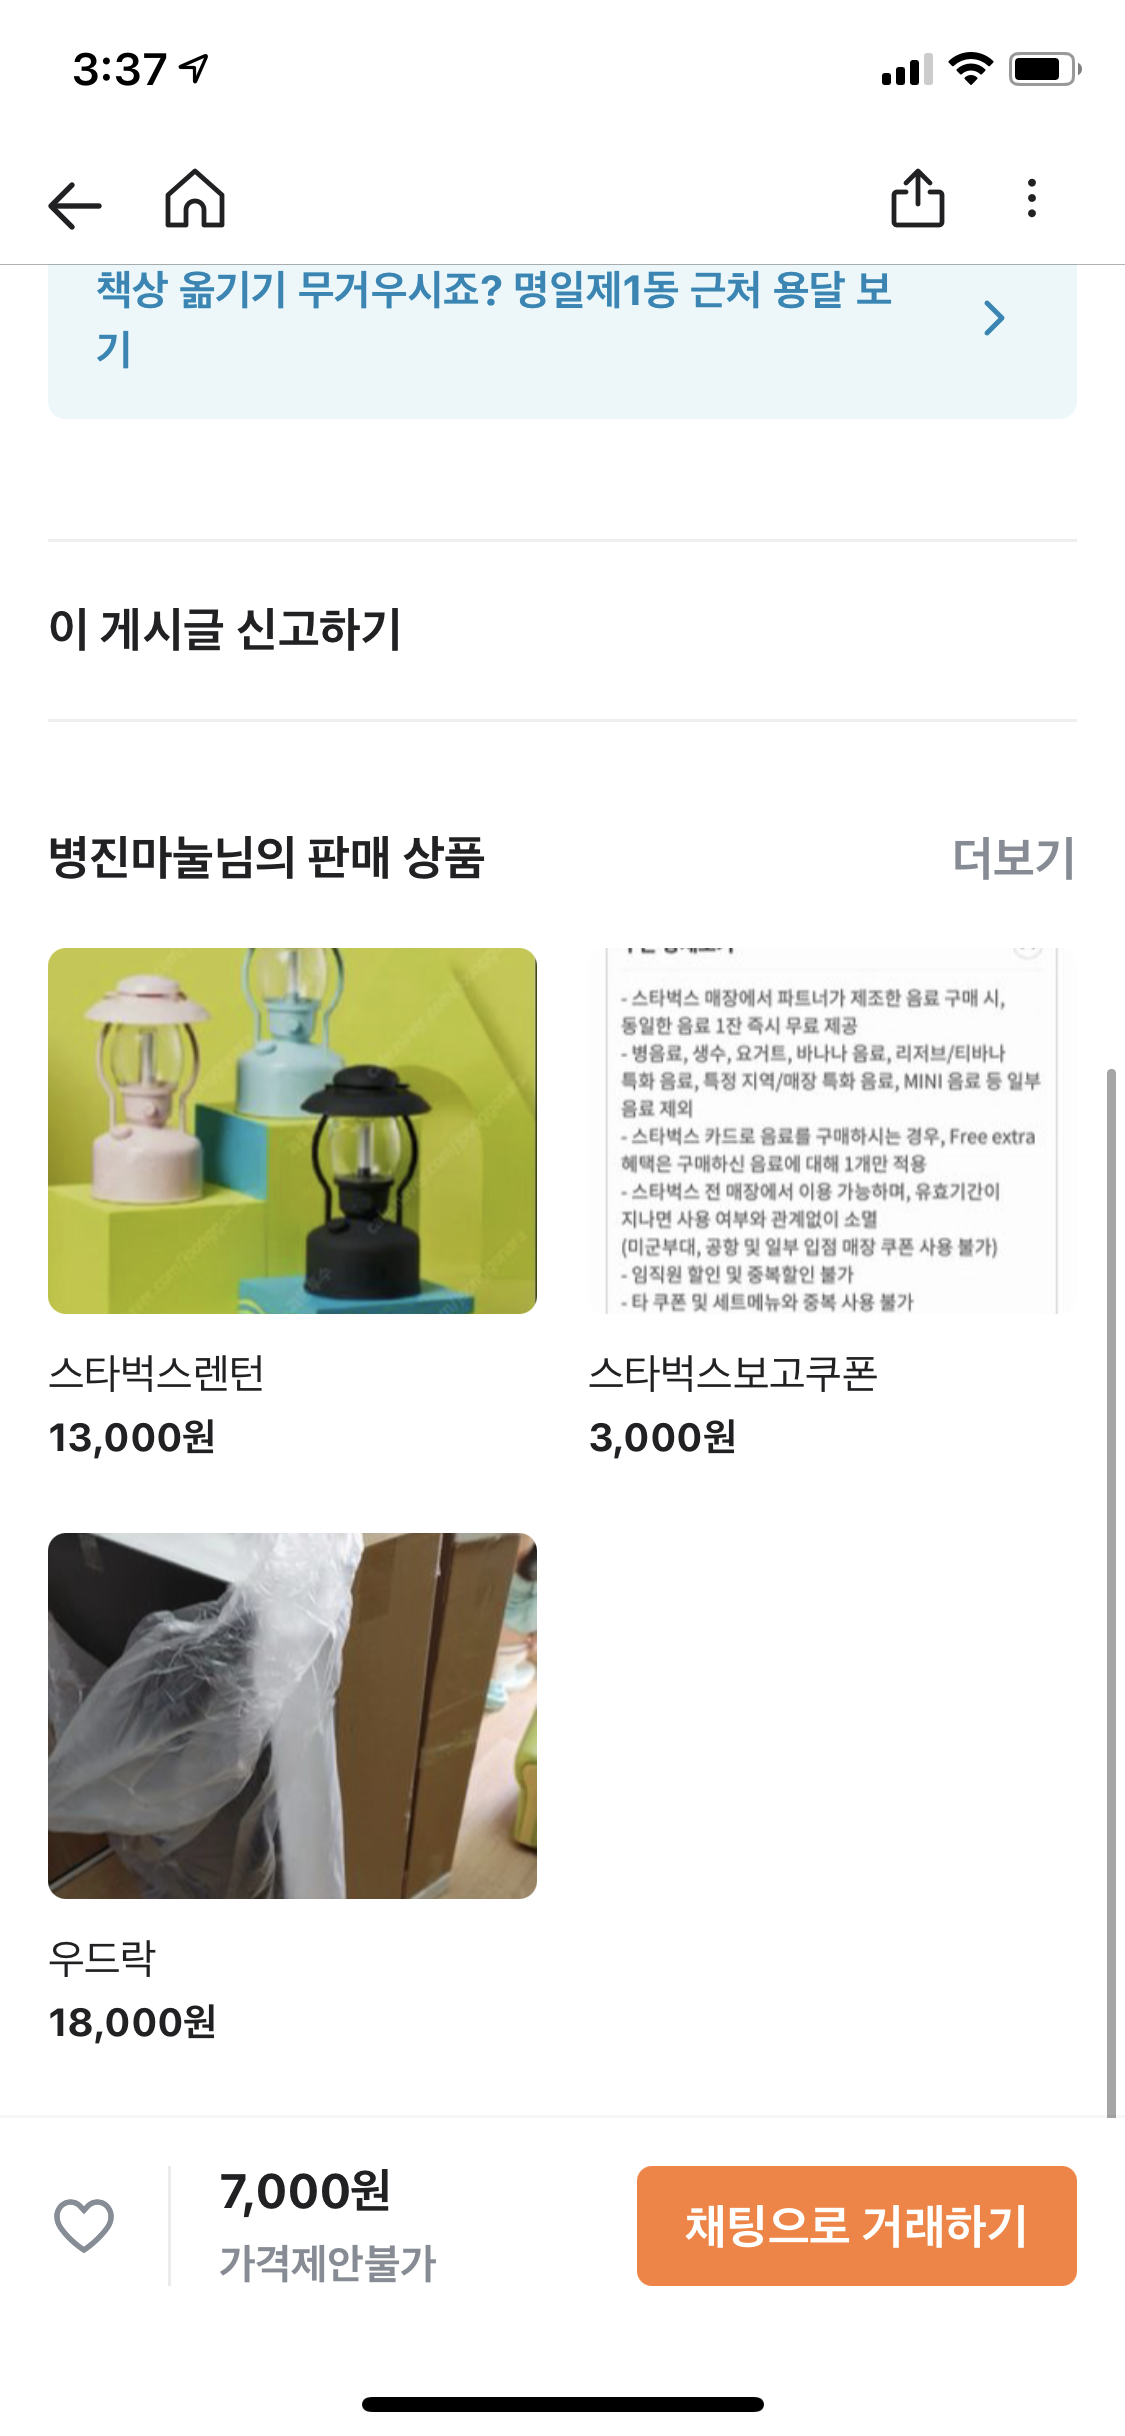 3:37
책상 옮기기 무거우시죠? 명일제1동 근처 용달 보
기
이 게시글 신고하기
병진마눌님의 판매 상품
더보기
- 스타벅스 매장에서 파트너가 제조한 음료 구매 시,
동일한 음료 1잔 즉시 무료 제공
- 병음료, 생수, 요거트, 바나나 음료, 리저브/티바나
특화 음료, 특정 지역/매장 특화 음료, MINI 음료 등 일부
음료 제외
- 스타벅스 카드로 음료를 구매하시는 경우, Free extra
혜택은 구매하신 음료에 대해 1개만 적용
- 스타벅스 전 매장에서 이용 가능하며, 유효기간이
지나면 사용 여부와 관계없이 소멸
(미군부대, 공항 및 일부 입점 매장 쿠폰 사용 불가)
- 임직원 할인 및 중복할인 불가
- 타 쿠폰 및 세트메뉴와 중복 사용 불가
스타벅스렌턴
13,000원
스타벅스보고쿠폰
3,000원
우드락
18,000원
7,000원
가격제안불가
채팅으로 거래하기